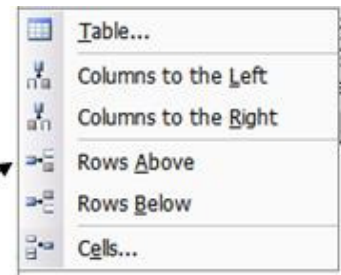 Table...
Columns to the Left
Columns to the Right
Rows Above
Rows Below
Cells...